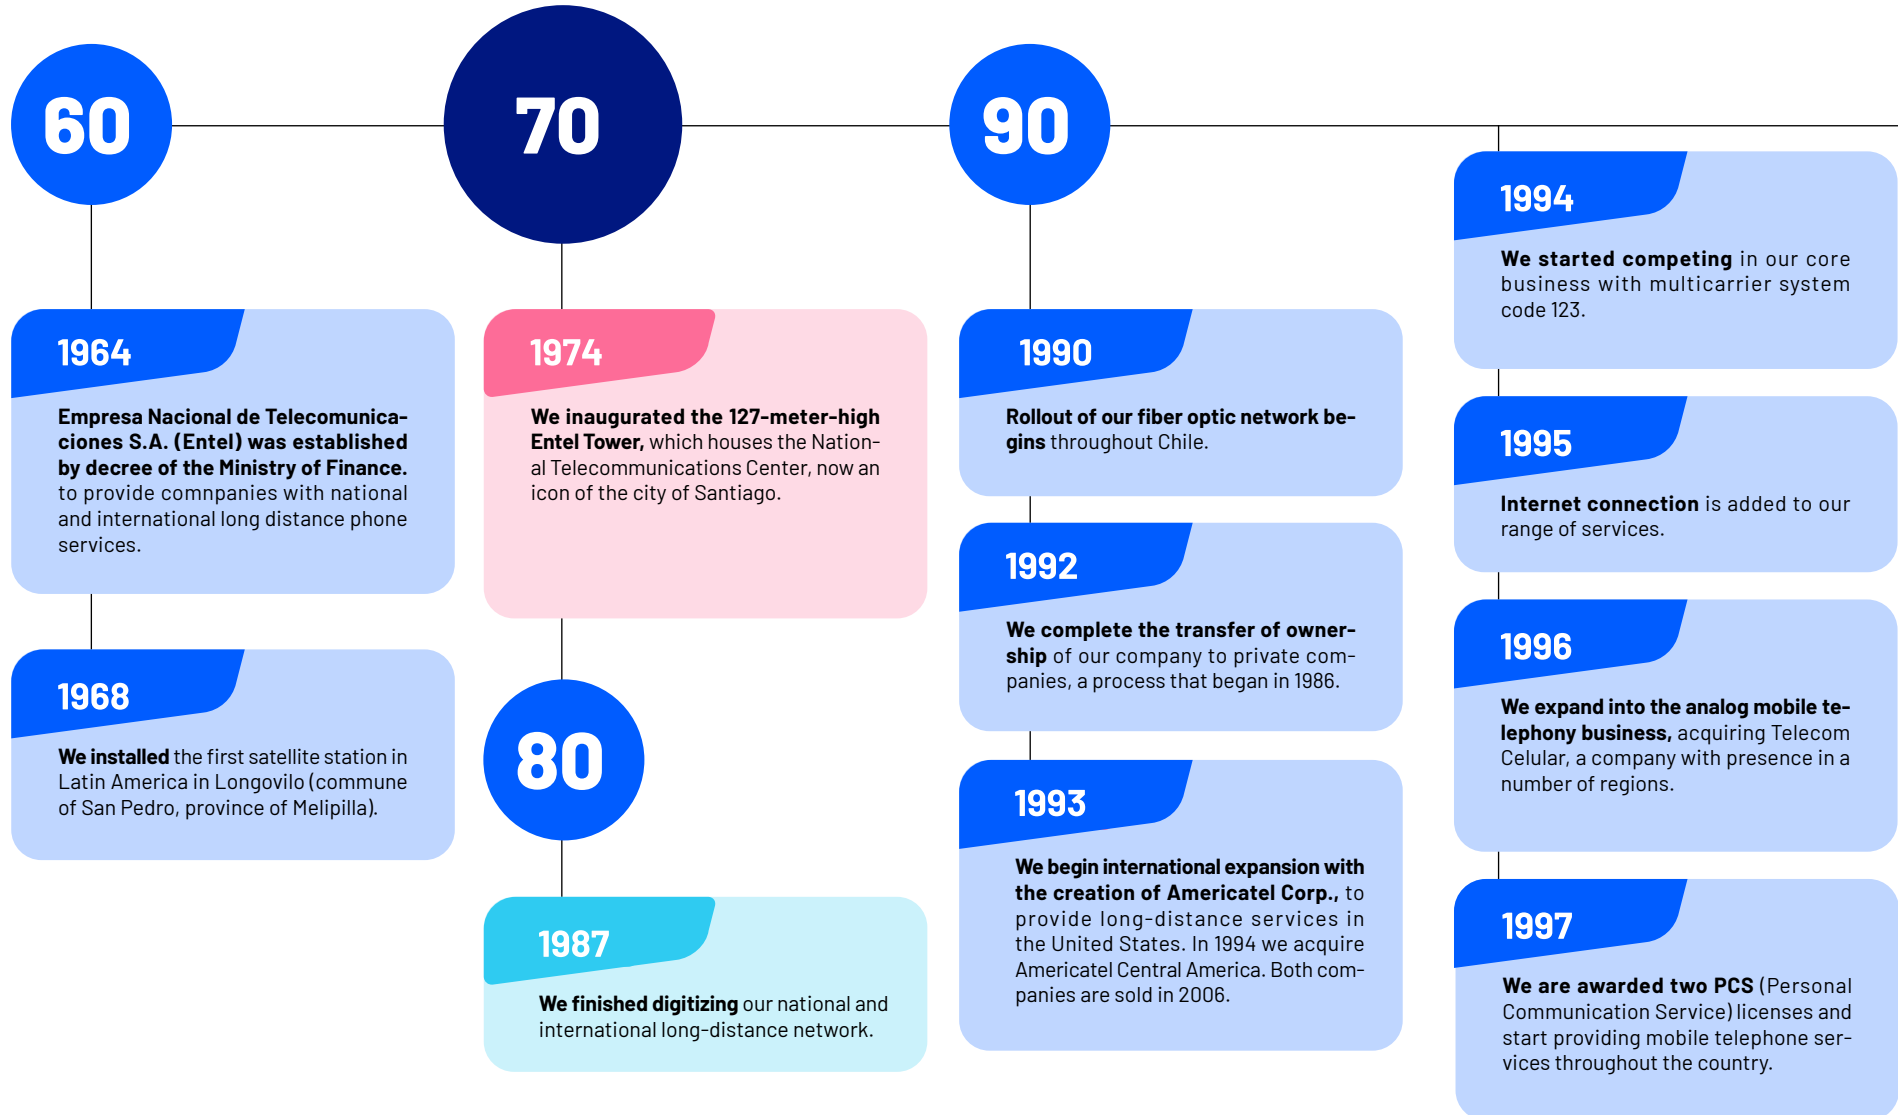 60
1964
Empresa Nacional de Telecomunica-
ciones S.A. (Entel) was established
by decree of the Ministry of Finance.
to provide comnpanies with national
and international long distance phone
services.
1968
We installed the first satellite station in
Latin America in Longovilo (commune
of San Pedro, province of Melipilla).
70
1974
We inaugurated the 127-meter-high
Entel Tower, which houses the Nation-
al Telecommunications Center, now an
icon of the city of Santiago.
80
1987
We finished digitizing our national and
international long-distance network.
90
1990
Rollout of our fiber optic network be-
gins throughout Chile.
1992
We complete the transfer of owner-
ship of our company to private com-
panies, a process that began in 1986.
1993
We begin international expansion with
the creation of Americatel Corp., to
provide long-distance services in
the United States. In 1994 we acquire
Americatel Central America. Both com-
panies are sold in 2006.
1994
We started competing in our core
business with multicarrier system
code 123.
1995
Internet connection is added to our
range of services.
1996
We expand into the analog mobile te-
lephony business, acquiring Telecom
Celular, a company with presence in a
number of regions.
1997
We are awarded two PCS (Personal
Communication Service) licenses and
start providing mobile telephone ser-
vices throughout the country.